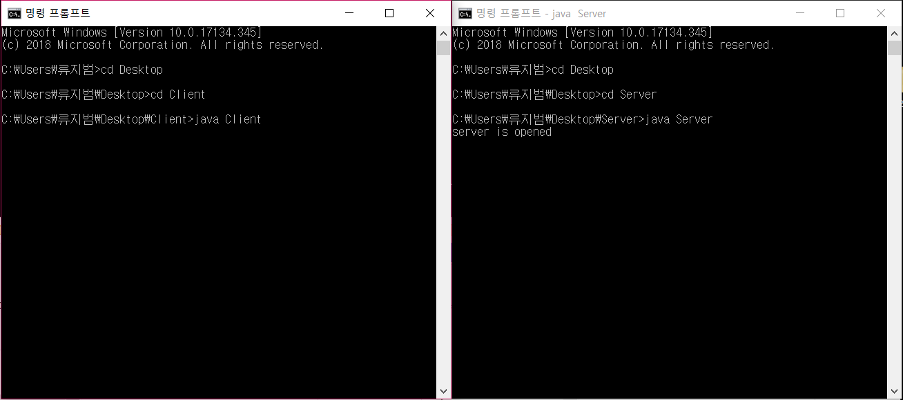 명령 프롬프트
Microsoft Windows [Version 10.0.17134.345]
(c) 2018 Microsoft Corporation. All rights reserved.
C:₩Users₩류지범>cd Desktop
C:₩Users₩류지범₩Desktop>cd Client
C:₩Users₩류지범₩Desktop₩Client>java Client
명령 프롬프트 - java  Server
Microsoft Windows [Version 10.0.17134.345]
(c) 2018 Microsoft Corporation. All rights reserved.
C:₩Users₩류지범>cd Desktop
C:₩Users₩류지범₩Desktop>cd Server
C:₩Users₩류지범₩Desktop₩Server>java Server
server is opened